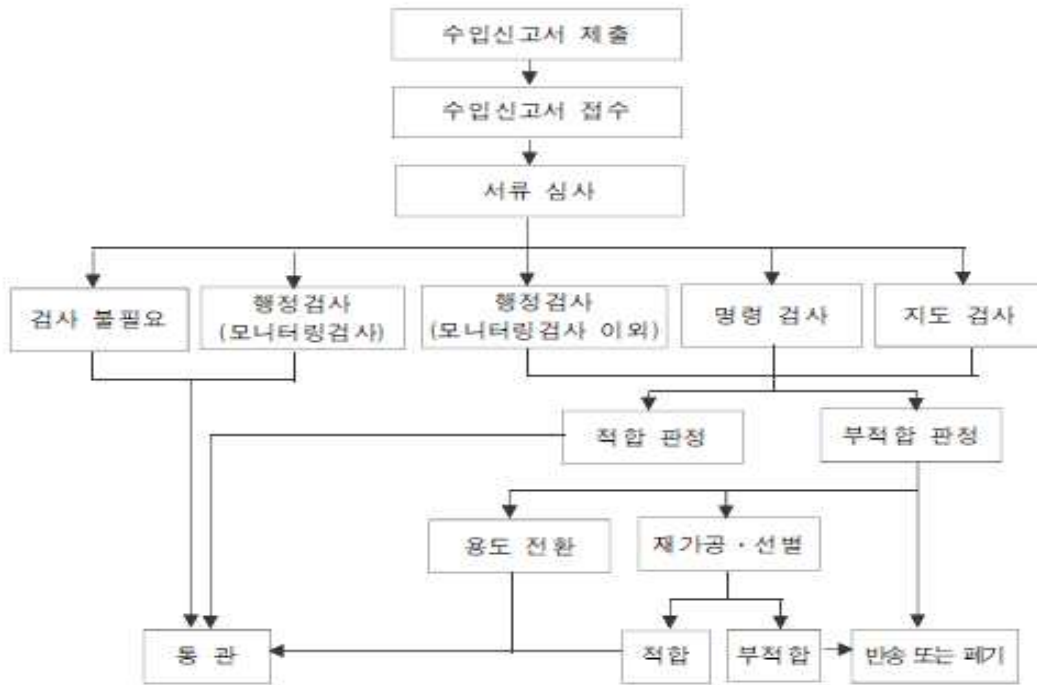 수입신고서 제출
수입신고서 접수
서류 심사
검사 불필요
행정검사
(모니터링검사)
행정검사
(모니터링검사 이외)
명령 검사
지도 검사
적합 판정
부적합 판정
용도 전환
재가공 · 선별
통 관
적합
부적합
반송 또는 폐기